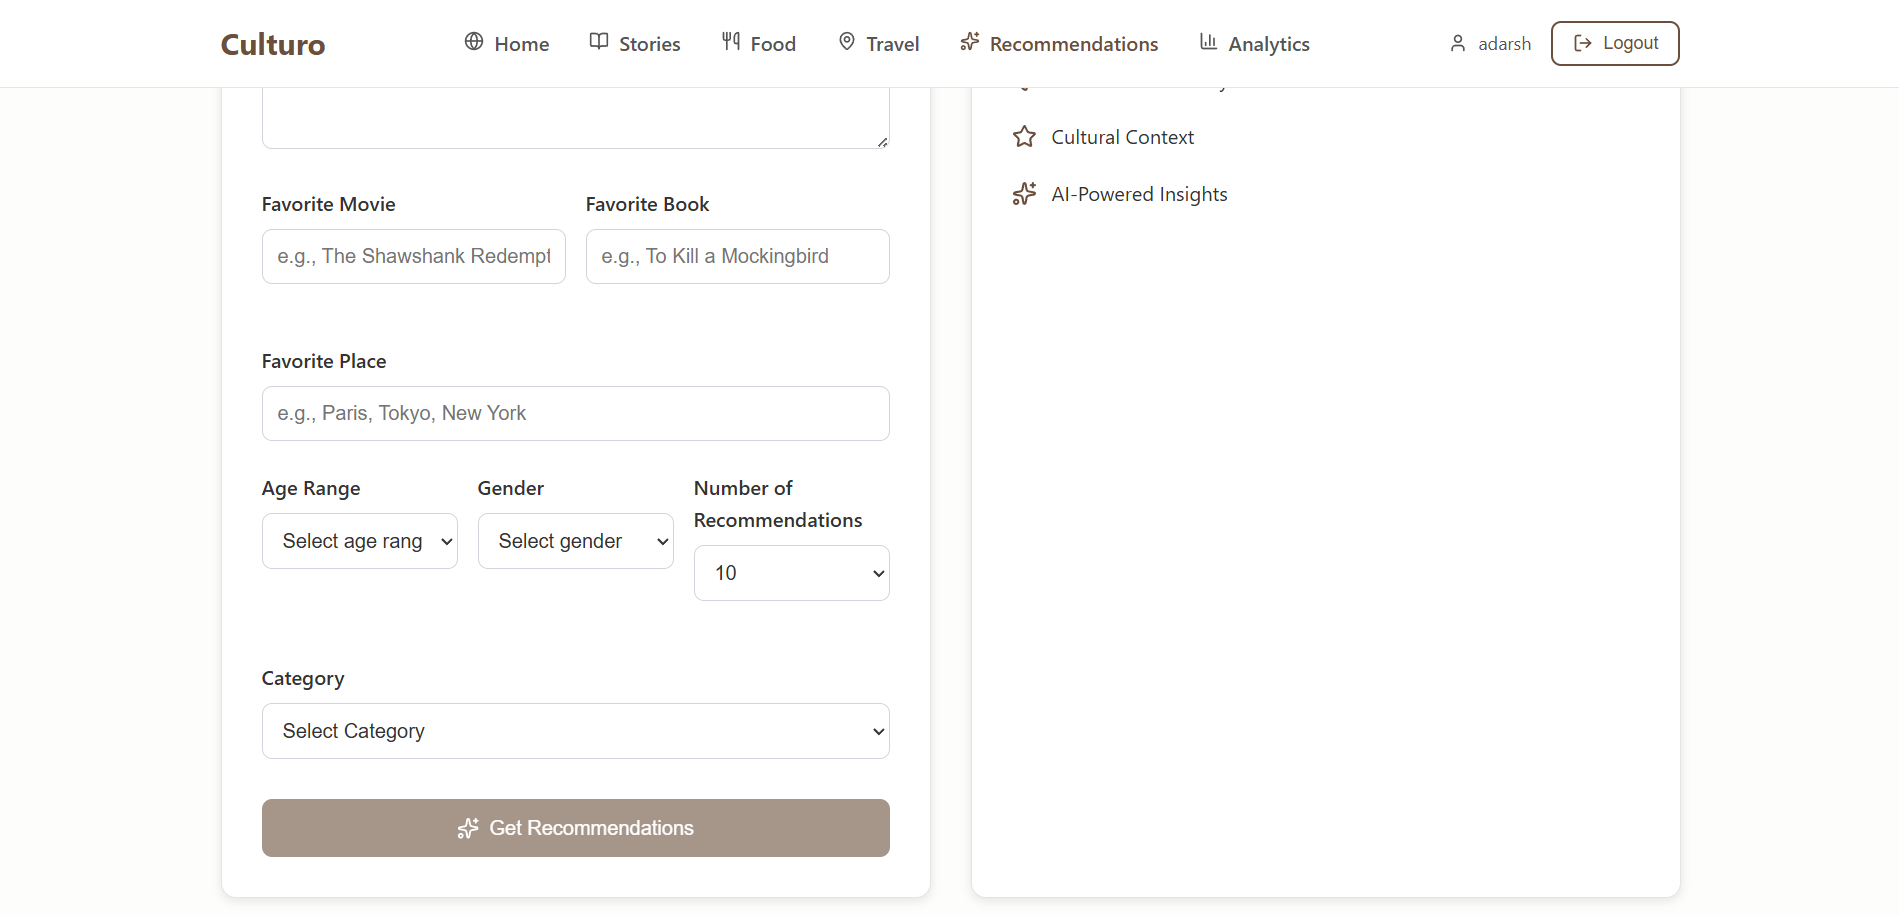 Culturo
Home
Stories
Food
Travel
Recommendations
Analytics
adarsh
Logout
Favorite Movie
Favorite Book
e.g., The Shawshank Redempt
e.g., To Kill a Mockingbird
Favorite Place
e.g., Paris, Tokyo, New York
Age Range
Gender
Number of
Recommendations
Select age rang
Select gender
10
Category
Select Category
Get Recommendations
Cultural Context
AI-Powered Insights